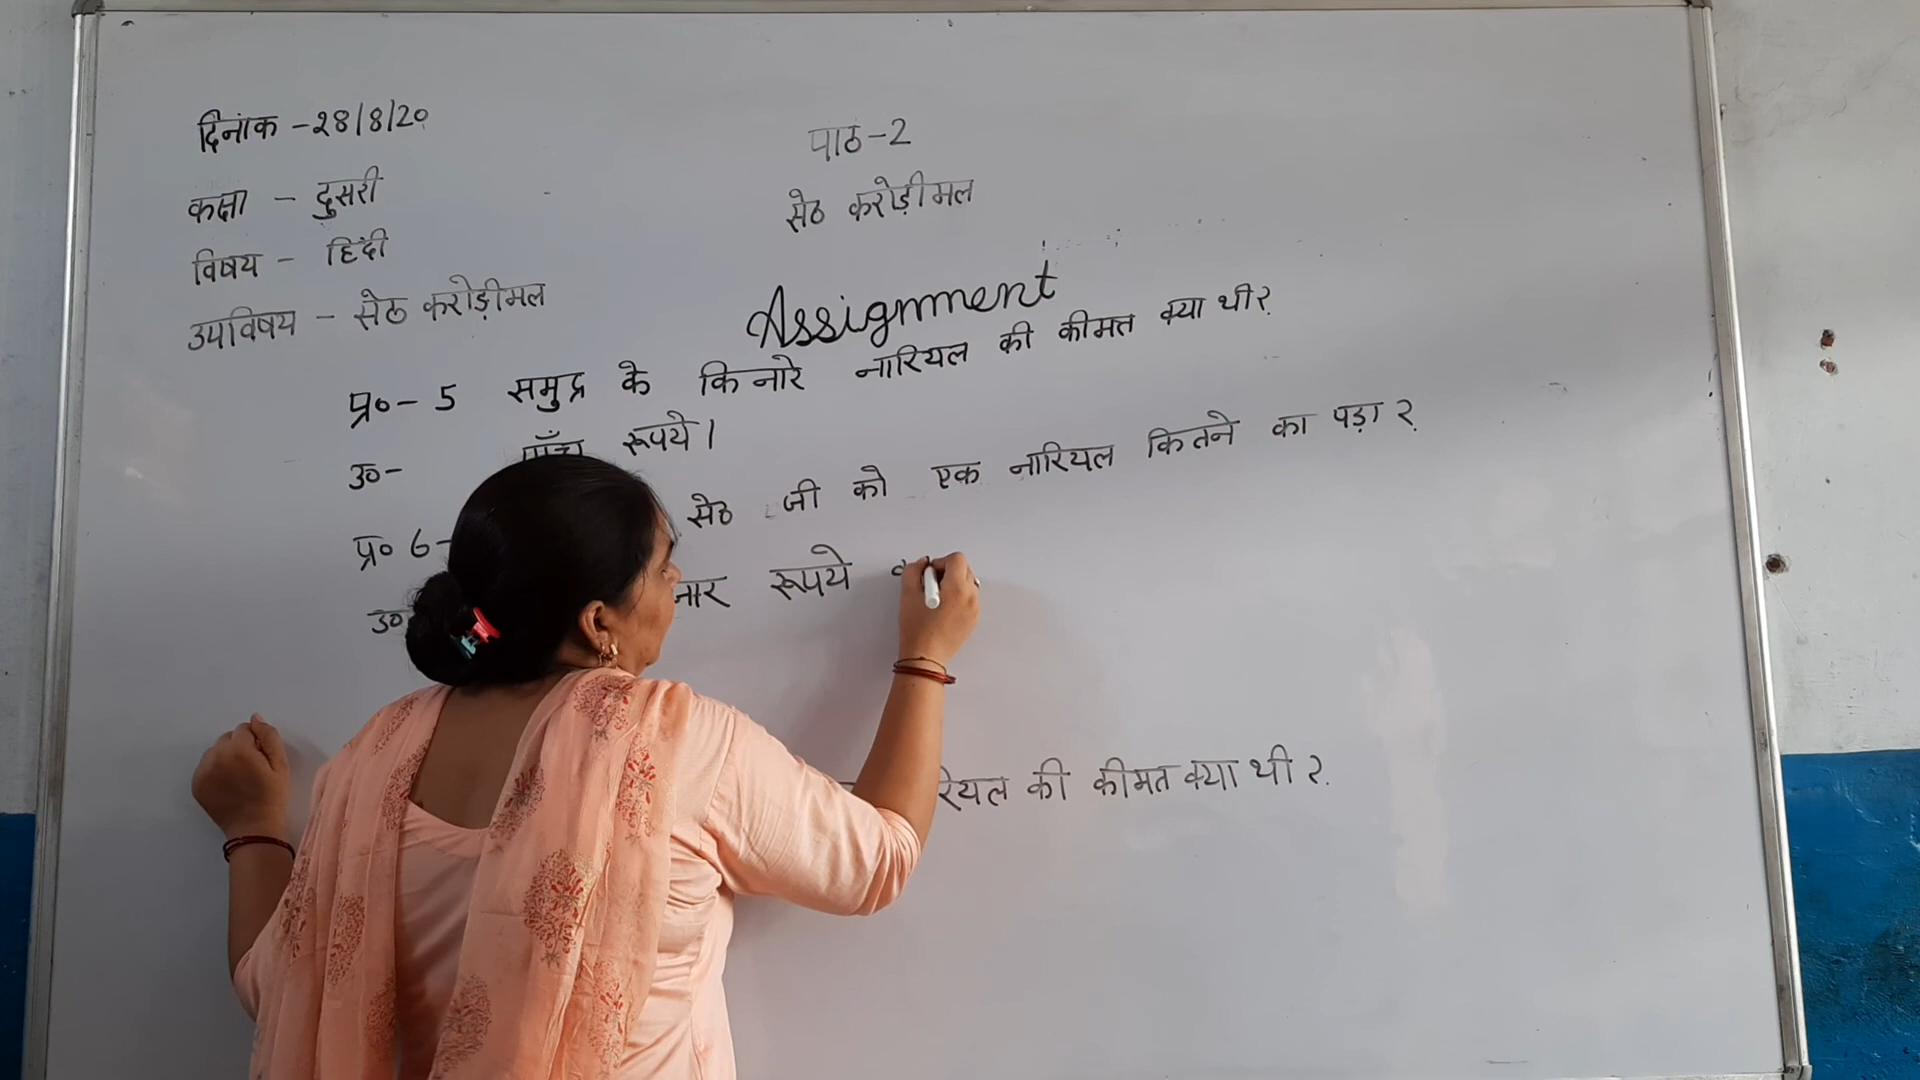 दिनांक - 28/8/20
कक्षा - दुसरी
विषय - हिंदी
उपविषय - सेठ करोड़ीमल
पाठ-2
सेठ करोड़ीमल
Assignment
प्र०- 5 समुद्र के किनारे नारियल की कीमत क्या थी?
उ०- पाँच रूपये।
प्र० 6- सेठ जी को एक नारियल कितने का पड़ा?
उ० रूपये
की कीमत क्या थी?